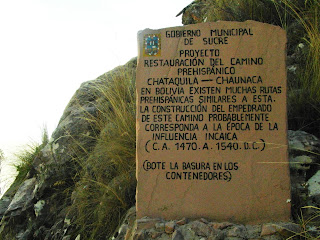 GOBIERNO MUNICIPAL
DE SUCRE
PROYECTO
RESTAURACIÓN DEL CAMINO
PREHISPÁNICO
CHATAQUILA — CHAUNACA
EN BOLIVIA EXISTEN MUCHAS RUTAS
PREHISPÁNICAS SIMILARES A ESTA.
LA CONSTRUCCIÓN DEL EMPEDRADO
DE ESTE CAMINO PROBABLEMENTE
CORRESPONDA A LA ÉPOCA DE LA
INFLUENCIA INCAICA
(C.A. 1470.A. 1540.D.C.)
(BOTE LA BASURA EN LOS
CONTENEDORES)